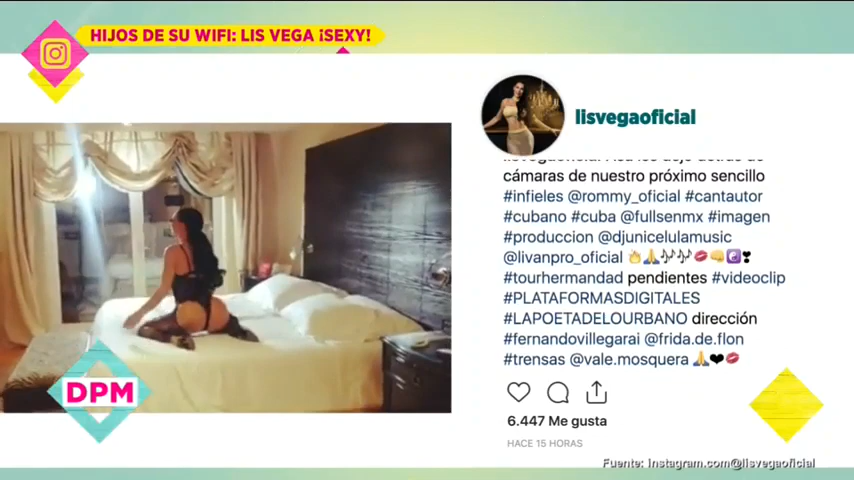 HIJOS DE SU WIFI: LIS VEGA ¡SEXY!
lisvegaoficial
cámaras de nuestro próximo sencillo
#infieles @rommy_oficial #cantautor
#cubano #cuba @fullsenmx #imagen
#produccion @djunicelulamusic
@livanpro_oficial 🔥🙏🎶🎶💋👊☯️❣
#tourhermandad pendientes #videoclip
#PLATAFORMASDIGITALES
#LAPOETADELOURBANO dirección
#fernandovillegarai @frida.de.flon
#trensas @vale.mosquera 🙏❤💋
6.447 Me gusta
HACE 15 HORAS
DPM
Fuente: Instagram.com@lisvegaoficial